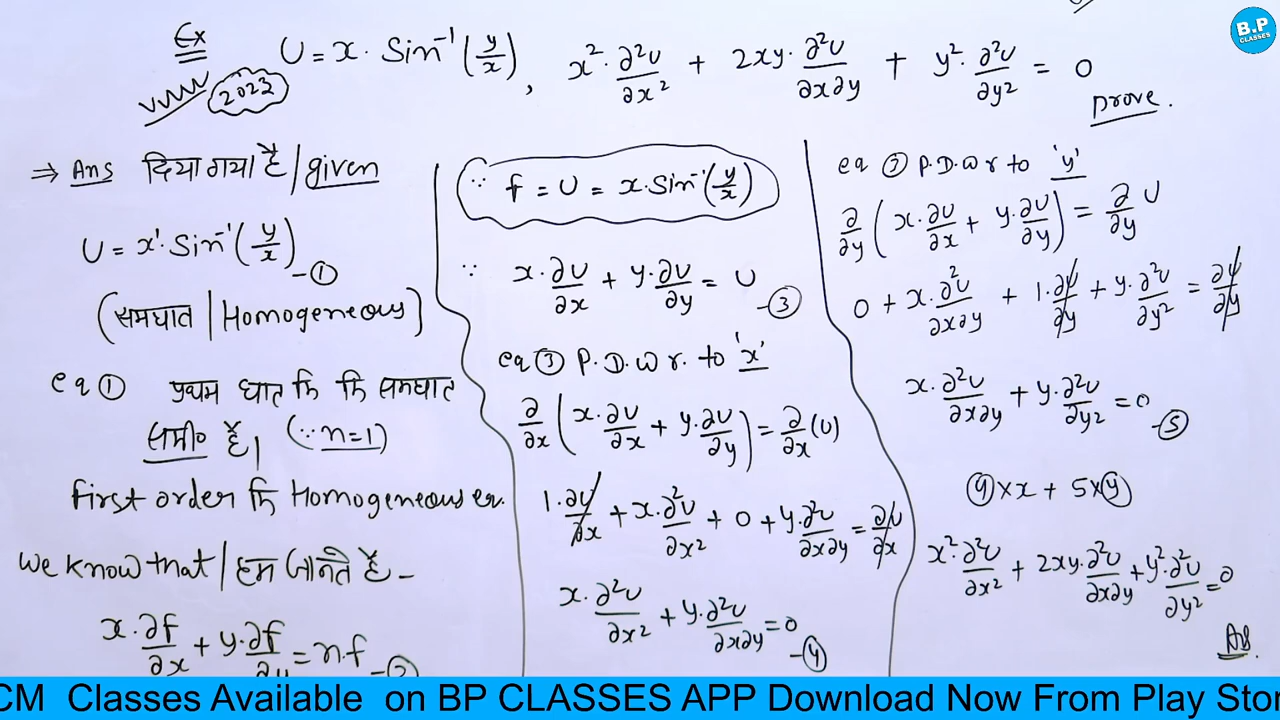 B.P
CLASSES
Ex U = x. Sin⁻¹(y/x), x². ∂²U/∂x² + 2xy. ∂²U/∂x∂y + y². ∂²U/∂y² = 0
2023
prove.
⇒ Ans दिया गया है / given
U = x¹. Sin⁻¹(y/x) -①
(समघात / Homogeneous)
eq ① प्रथम घात कि कि समघात
समी० है। (∵ n=1)
first order कि Homogeneous er.
We know that / हम जानते हैं -
x. ∂f/∂x + y. ∂f/∂y = n.f -②
∵ f = U = x. Sin⁻¹(y/x)
∵ x. ∂U/∂x + y. ∂U/∂y = U -③
eq ③ P. D. w r. to 'x'
∂/∂x (x. ∂U/∂x + y. ∂U/∂y) = ∂/∂x (U)
1. ∂U/∂x + x. ∂²U/∂x² + 0 + y. ∂²U/∂x∂y = ∂U/∂x
x. ∂²U/∂x² + y. ∂²U/∂x∂y = 0 -④
eq ③ P. D. w r to 'y'
∂/∂y (x. ∂U/∂x + y. ∂U/∂y) = ∂/∂y U
0 + x. ∂²U/∂x∂y + 1. ∂U/∂y + y. ∂²U/∂y² = ∂U/∂y
x. ∂²U/∂x∂y + y. ∂²U/∂y² = 0 -⑤
④ × x + 5 × y
x². ∂²U/∂x² + 2xy. ∂²U/∂x∂y + y². ∂²U/∂y² = 0
As.
CM Classes Available on BP CLASSES APP Download Now From Play Stor